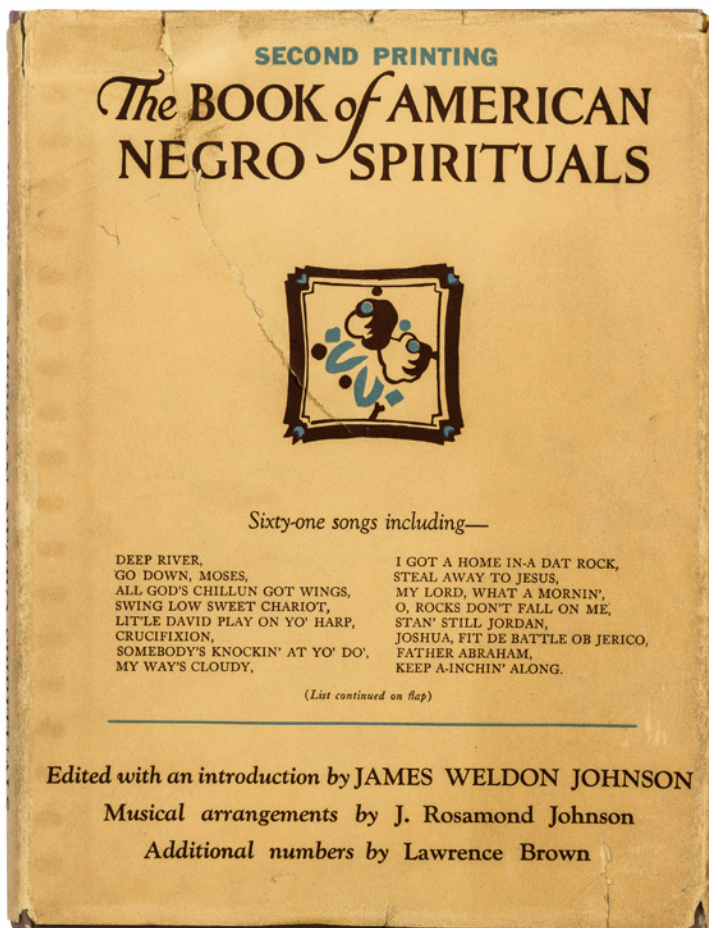 SECOND PRINTING
The BOOK of AMERICAN
NEGRO SPIRITUALS
Sixty-one songs including—
DEEP RIVER,
GO DOWN, MOSES,
ALL GOD'S CHILLUN GOT WINGS,
SWING LOW SWEET CHARIOT,
LIT'LE DAVID PLAY ON YO' HARP,
CRUCIFIXION,
SOMEBODY'S KNOCKIN' AT YO' DO',
MY WAY'S CLOUDY,
I GOT A HOME IN-A DAT ROCK,
STEAL AWAY TO JESUS,
MY LORD, WHAT A MORNIN',
O, ROCKS DON'T FALL ON ME,
STAN' STILL JORDAN,
JOSHUA, FIT DE BATTLE OB JERICO,
FATHER ABRAHAM,
KEEP A-INCHIN' ALONG.
(List continued on flap)
Edited with an introduction by JAMES WELDON JOHNSON
Musical arrangements by J. Rosamond Johnson
Additional numbers by Lawrence Brown